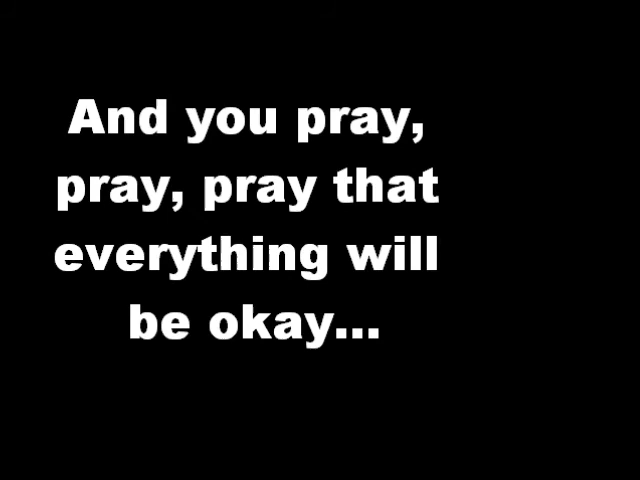 And you pray,
pray, pray that
everything will
be okay...